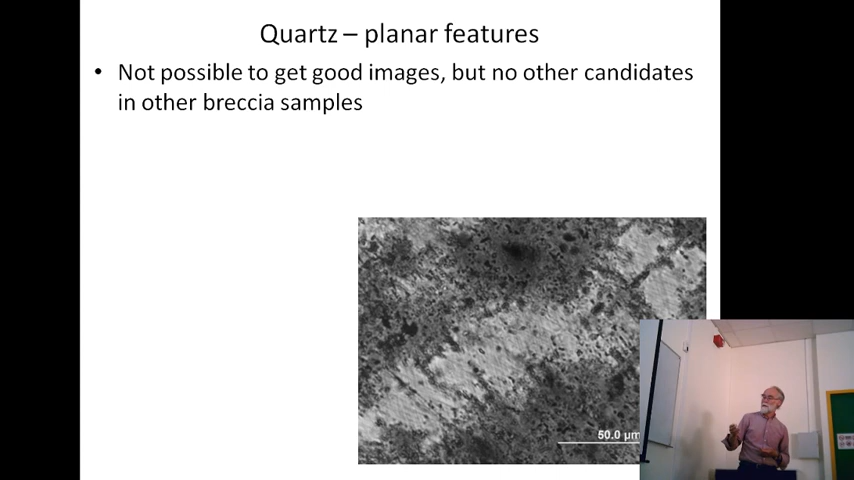 Quartz – planar features
• Not possible to get good images, but no other candidates
in other breccia samples
50.0 µm